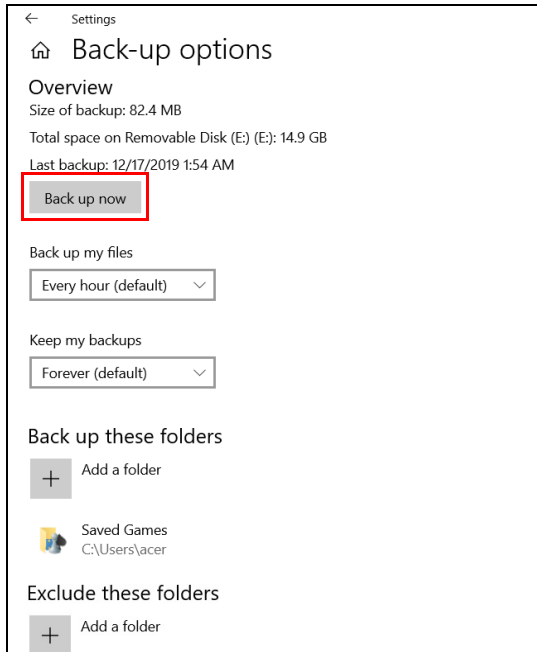 Settings
Back-up options
Overview
Size of backup: 82.4 MB
Total space on Removable Disk (E:) (E:): 14.9 GB
Last backup: 12/17/2019 1:54 AM
Back up now
Back up my files
Every hour (default)
Keep my backups
Forever (default)
Back up these folders
Add a folder
Saved Games
C:\Users\acer
Exclude these folders
Add a folder